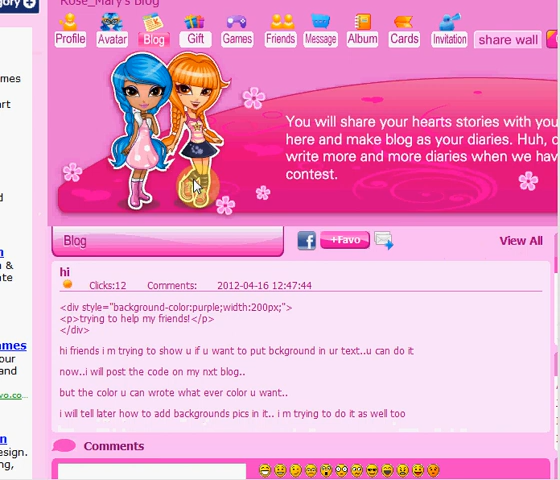 Rose_Mary's Blog
gory
Profile Avatar Blog Gift Games Friends Message Album Cards Invitation share wall
ames
art
d
n
n &
ate
ames
our
and
vo.co...
n
esign.
ng,
You will share your hearts stories with you
here and make blog as your diaries. Huh, c
write more and more diaries when we hav
contest.
Blog
+Favo
View All
hi
Clicks:12 Comments: 2012-04-16 12:47:44
<div style="background-color:purple;width:200px;">
<p>trying to help my friends!</p>
</div>
hi friends i m trying to show u if u want to put bckground in ur text..u can do it
now..i will post the code on my nxt blog..
but the color u can wrote what ever color u want..
i will tell later how to add backgrounds pics in it.. i m trying to do it as well too
Comments